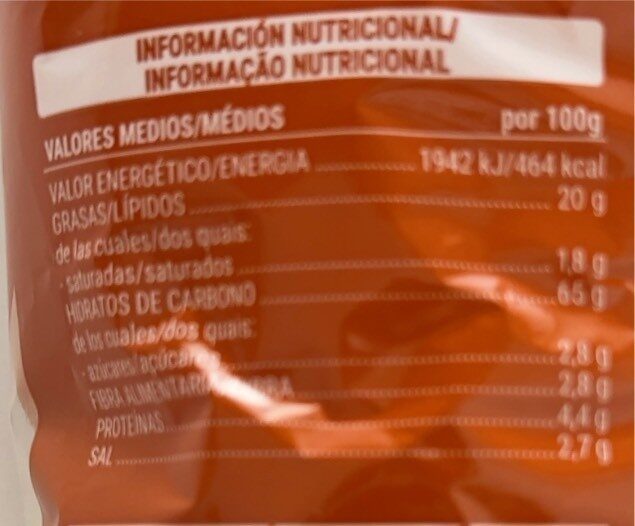 INFORMACIÓN NUTRICIONAL/
INFORMAÇÃO NUTRICIONAL
VALORES MEDIOS/MÉDIOS por 100g
VALOR ENERGÉTICO/ENERGIA 1942 kJ/464 kcal
GRASAS/LÍPIDOS 20 g
de las cuales/dos quais:
- saturadas/saturados 1,8 g
HIDRATOS DE CARBONO 65 g
de los cuales/dos quais:
- azúcares/açúcares 2,8 g
FIBRA ALIMENTARIA/FIBRA 2,8 g
PROTEÍNAS 4,4 g
SAL 2,7 g